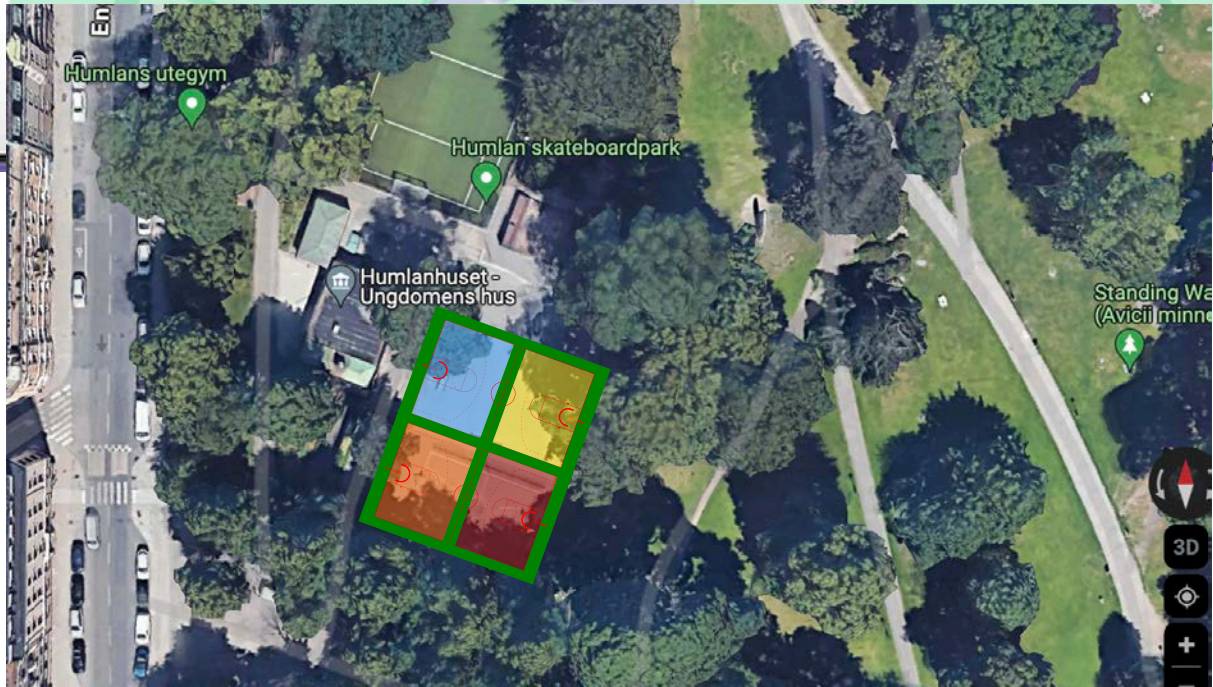 En
Humlans utegym
Humlan skateboardpark
Humlanhuset -
Ungdomens hus
Standing Wa
(Avicii minne
3D